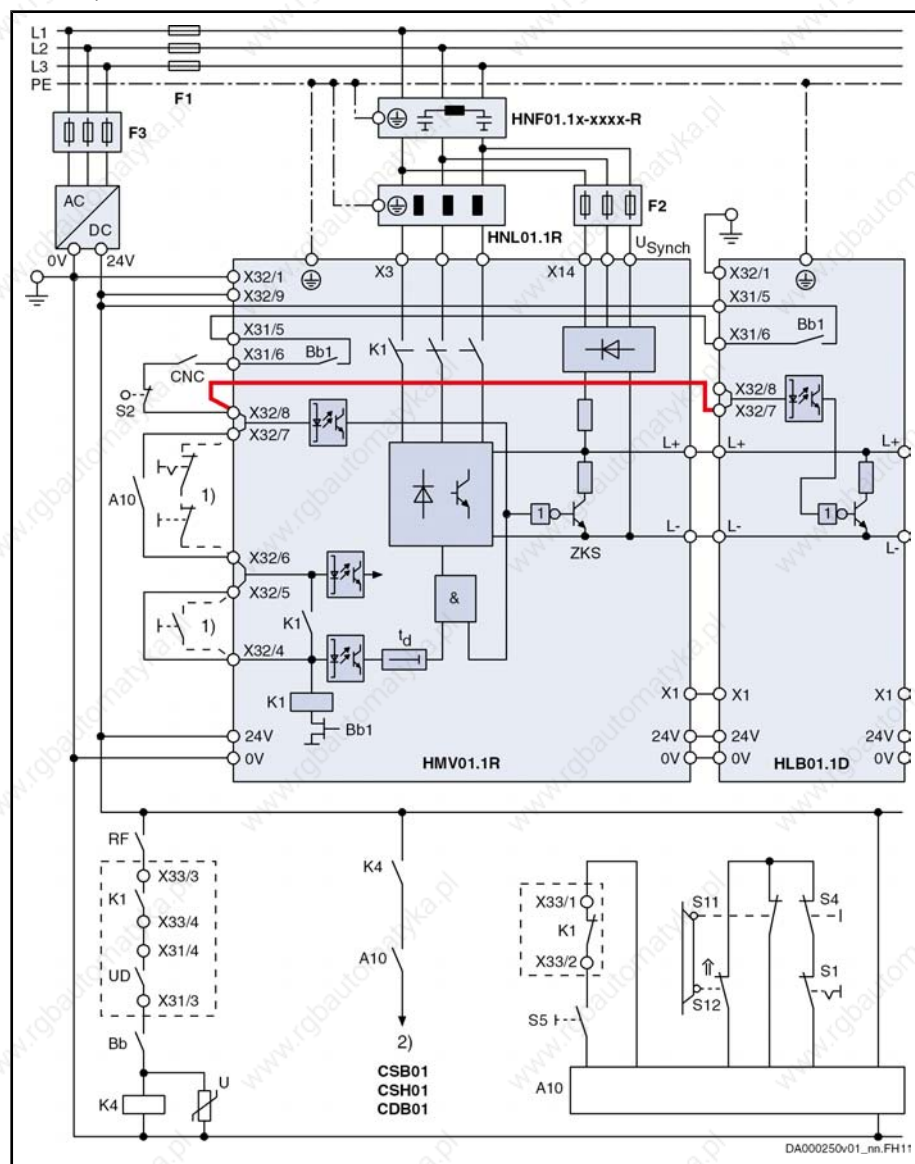 L1
L2
L3
PE
F1
F3
HNF01.1x-xxxx-R
AC
DC
F2
HNL01.1R
0V
24V
X3
X14
USynch
X32/1
X32/9
X31/5
X31/6
Bb1
K1
CNC
S2
X32/8
X32/7
A10
1)
X32/6
X32/5
1)
X32/4
K1
&
td
K1
Bb1
24V
0V
1
ZKS
L+
L-
X1
24V
0V
HMV01.1R
X32/1
X31/5
X31/6
Bb1
X32/8
X32/7
L+
L+
1
L-
L-
X1
X1
24V
24V
0V
0V
HLB01.1D
RF
X33/3
K1
X33/4
X31/4
UD
X31/3
Bb
K4
U
K4
A10
2)
CSB01
CSH01
CDB01
X33/1
K1
X33/2
S5
S11
S12
S4
S1
A10
DA000250v01_nn.FH11
www.rgbautomatyka.pl